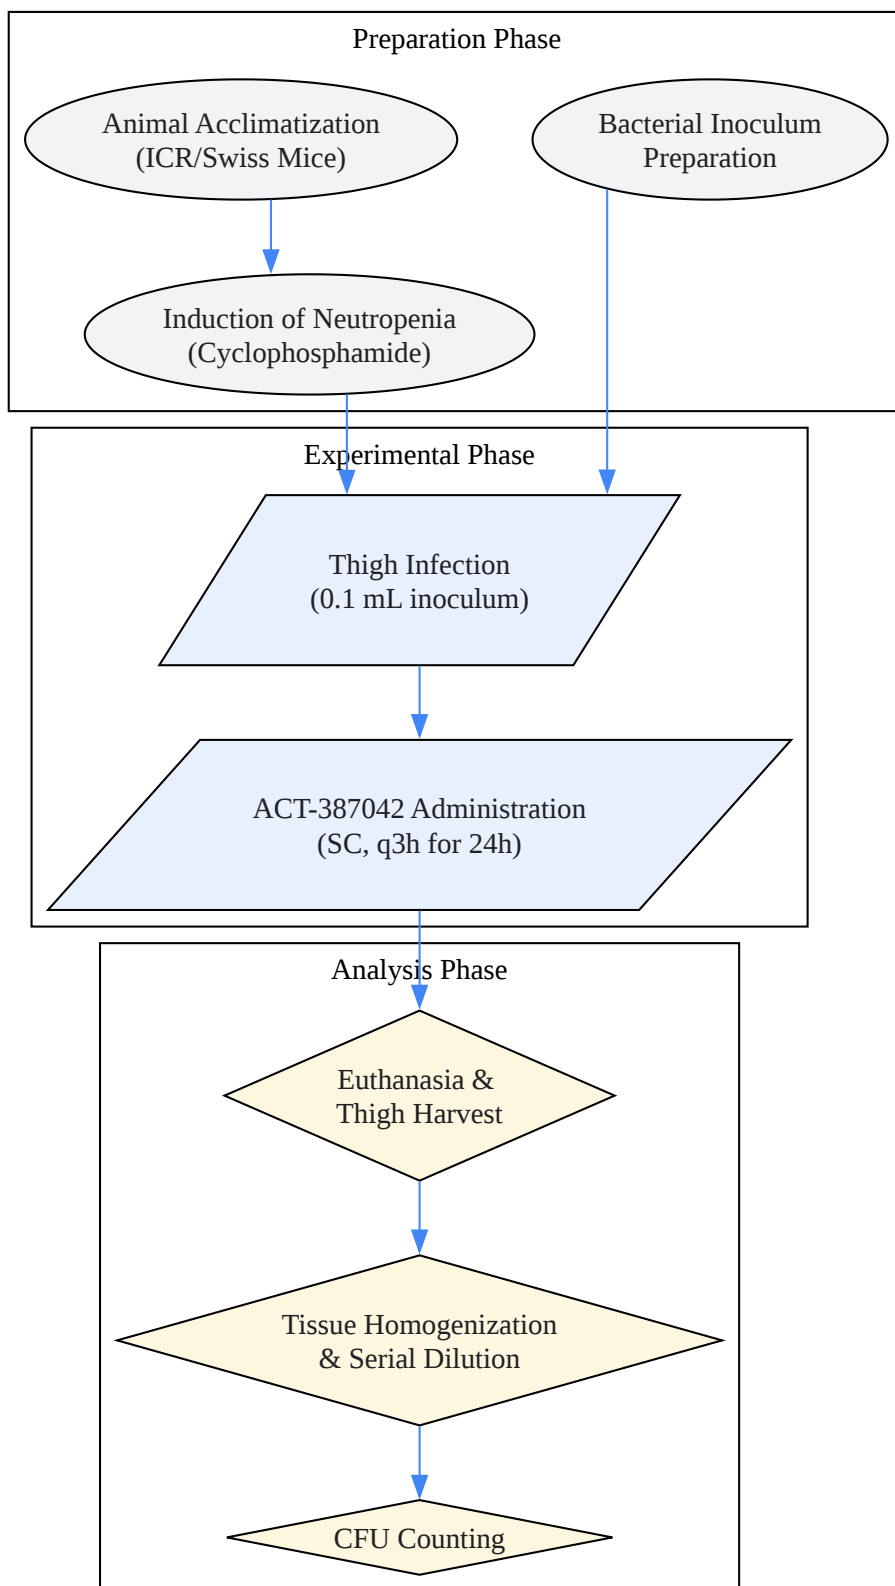 Preparation Phase
Animal Acclimatization
(ICR/Swiss Mice)
Bacterial Inoculum
Preparation
Induction of Neutropenia
(Cyclophosphamide)
Experimental Phase
Thigh Infection
(0.1 mL inoculum)
ACT-387042 Administration
(SC, q3h for 24h)
Analysis Phase
Euthanasia &
Thigh Harvest
Tissue Homogenization
& Serial Dilution
CFU Counting